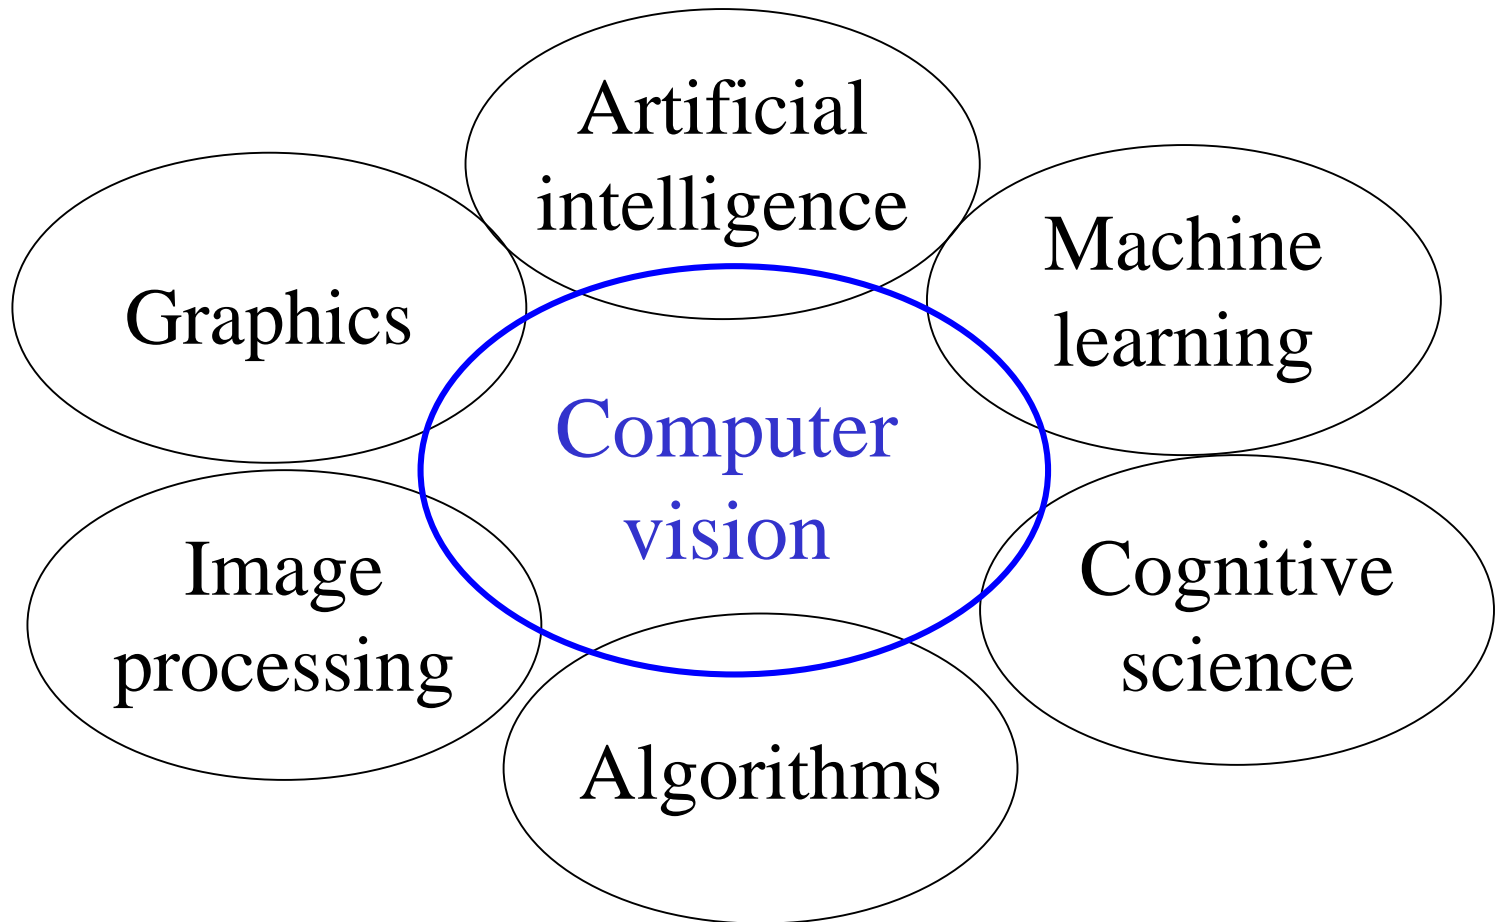 Artificial
intelligence
Machine
learning
Graphics
Computer
vision
Image
processing
Cognitive
science
Algorithms